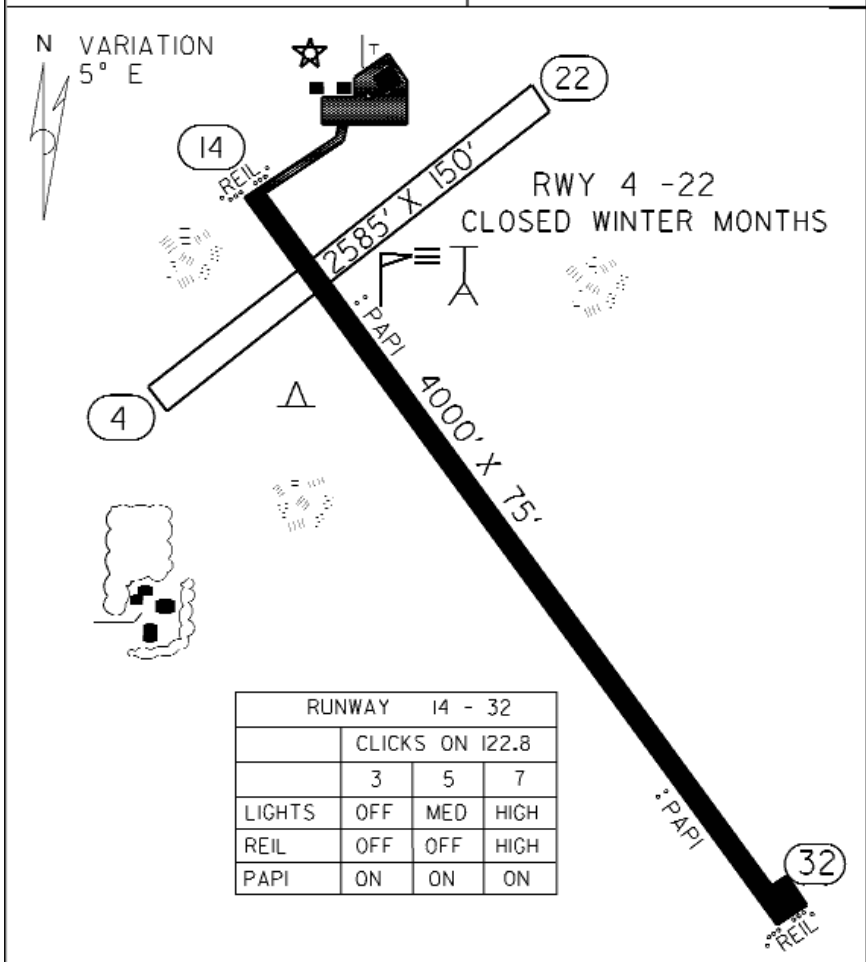 N VARIATION
5° E
T
22
14
REIL
2585' X 150'
RWY 4 -22
CLOSED WINTER MONTHS
PAPI
4
4000' X 75'
RUNWAY 14 - 32
CLICKS ON 122.8
3 5 7
LIGHTS OFF MED HIGH
REIL OFF OFF HIGH
PAPI ON ON ON
PAPI
32
REIL